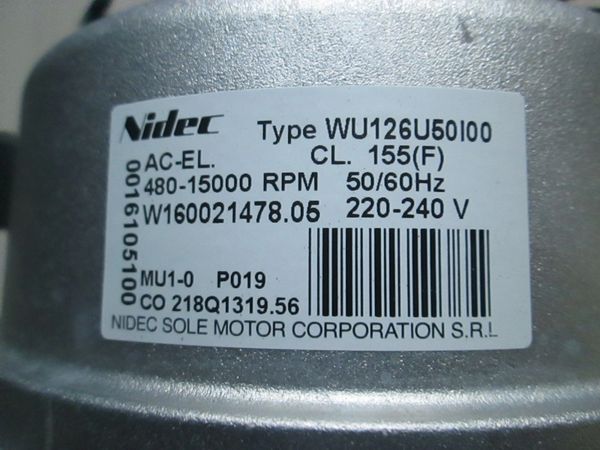 Nidec Type WU126U50I00
AC-EL. CL. 155(F)
480-15000 RPM 50/60Hz
W160021478.05 220-240 V
0016105100
MU1-0 P019
CO 218Q1319.56
NIDEC SOLE MOTOR CORPORATION S.R.L